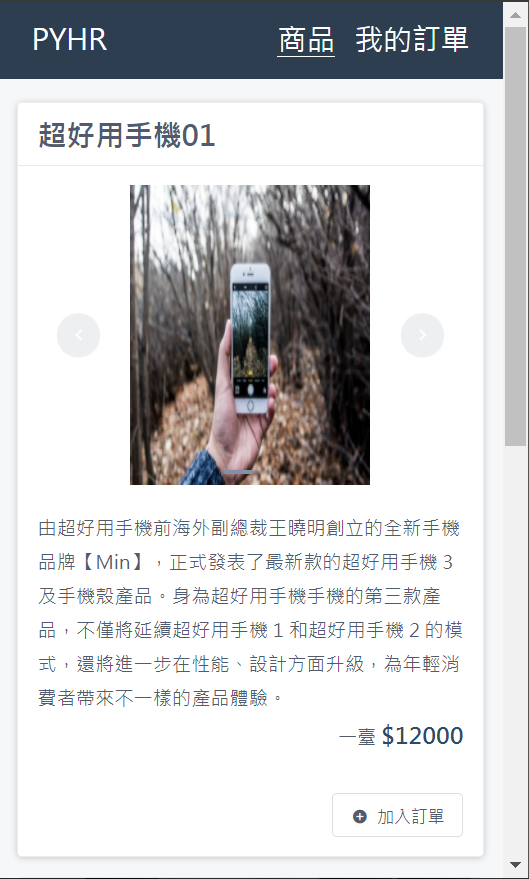 PYHR 商品 我的訂單
超好用手機01
由超好用手機前海外副總裁王曉明創立的全新手機
品牌【Min】，正式發表了最新款的超好用手機 3
及手機殼產品。身為超好用手機手機的第三款產
品，不僅將延續超好用手機 1 和超好用手機 2 的模
式，還將進一步在性能、設計方面升級，為年輕消
費者帶來不一樣的產品體驗。
一臺 $12000
加入訂單